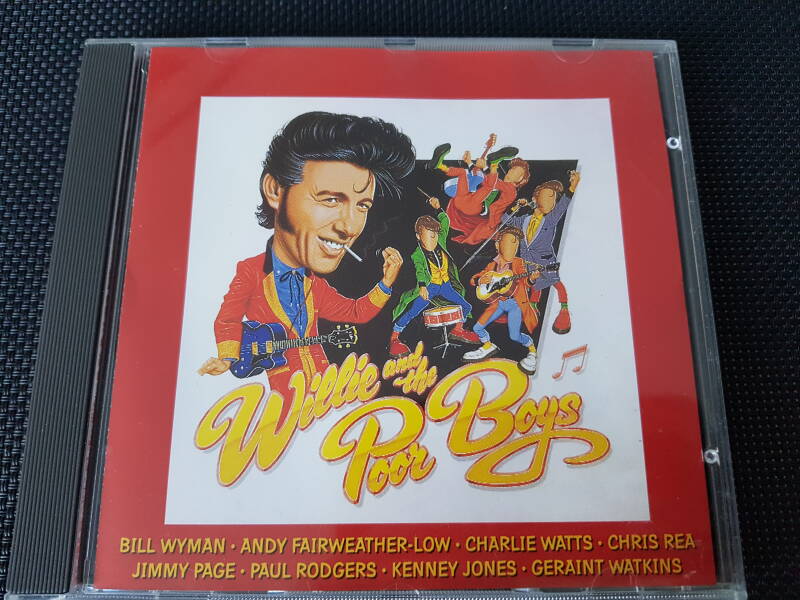 Willie and the
Poor Boys
BILL WYMAN · ANDY FAIRWEATHER-LOW · CHARLIE WATTS · CHRIS REA
JIMMY PAGE · PAUL RODGERS · KENNEY JONES · GERAINT WATKINS